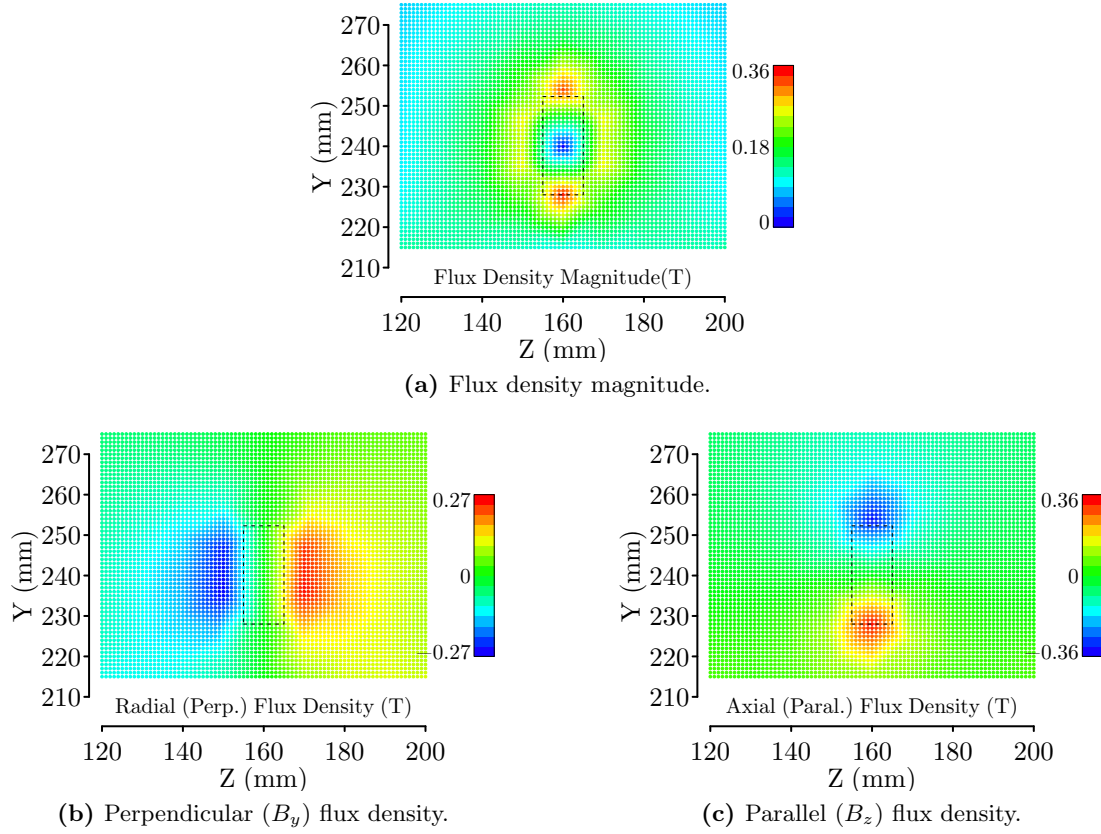 270
260
250
240
230
220
210
Y (mm)
0.36
0.18
0
Flux Density Magnitude(T)
120 140 160 180 200
Z (mm)
(a) Flux density magnitude.
270
260
250
240
230
220
210
Y (mm)
0.27
0
−0.27
Radial (Perp.) Flux Density (T)
120 140 160 180 200
Z (mm)
(b) Perpendicular (By) flux density.
270
260
250
240
230
220
210
Y (mm)
0.36
0
−0.36
Axial (Paral.) Flux Density (T)
120 140 160 180 200
Z (mm)
(c) Parallel (Bz) flux density.